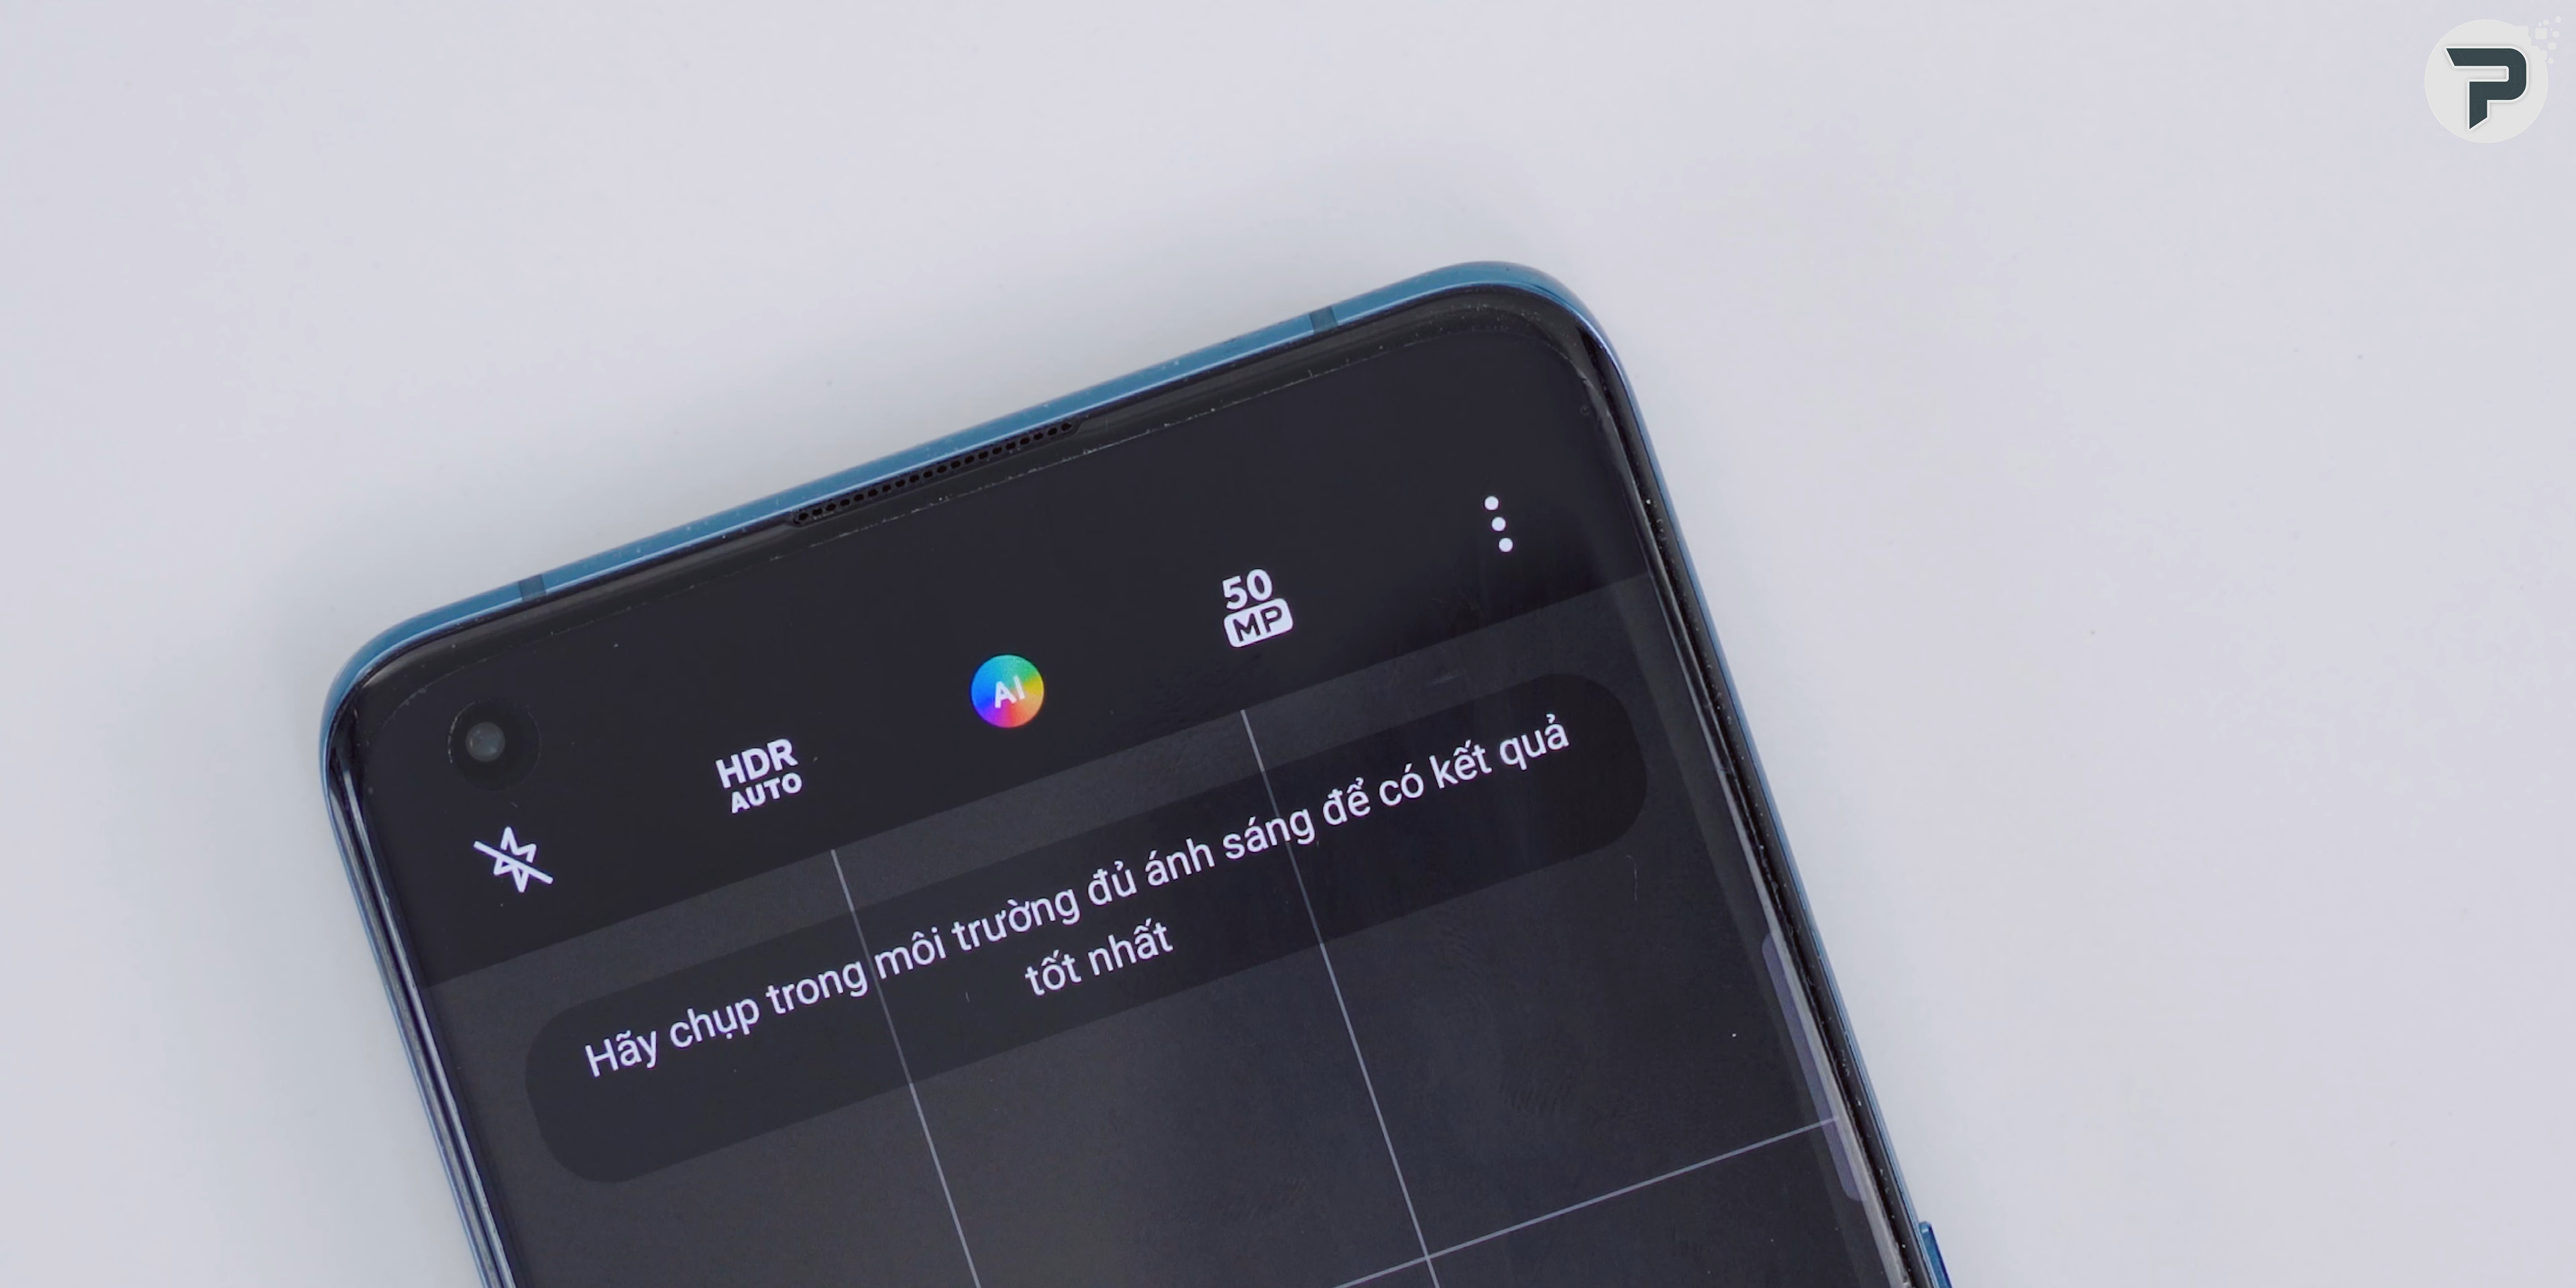 P
50
MP
AI
HDR
AUTO
Hãy chụp trong môi trường đủ ánh sáng để có kết quả
tốt nhất